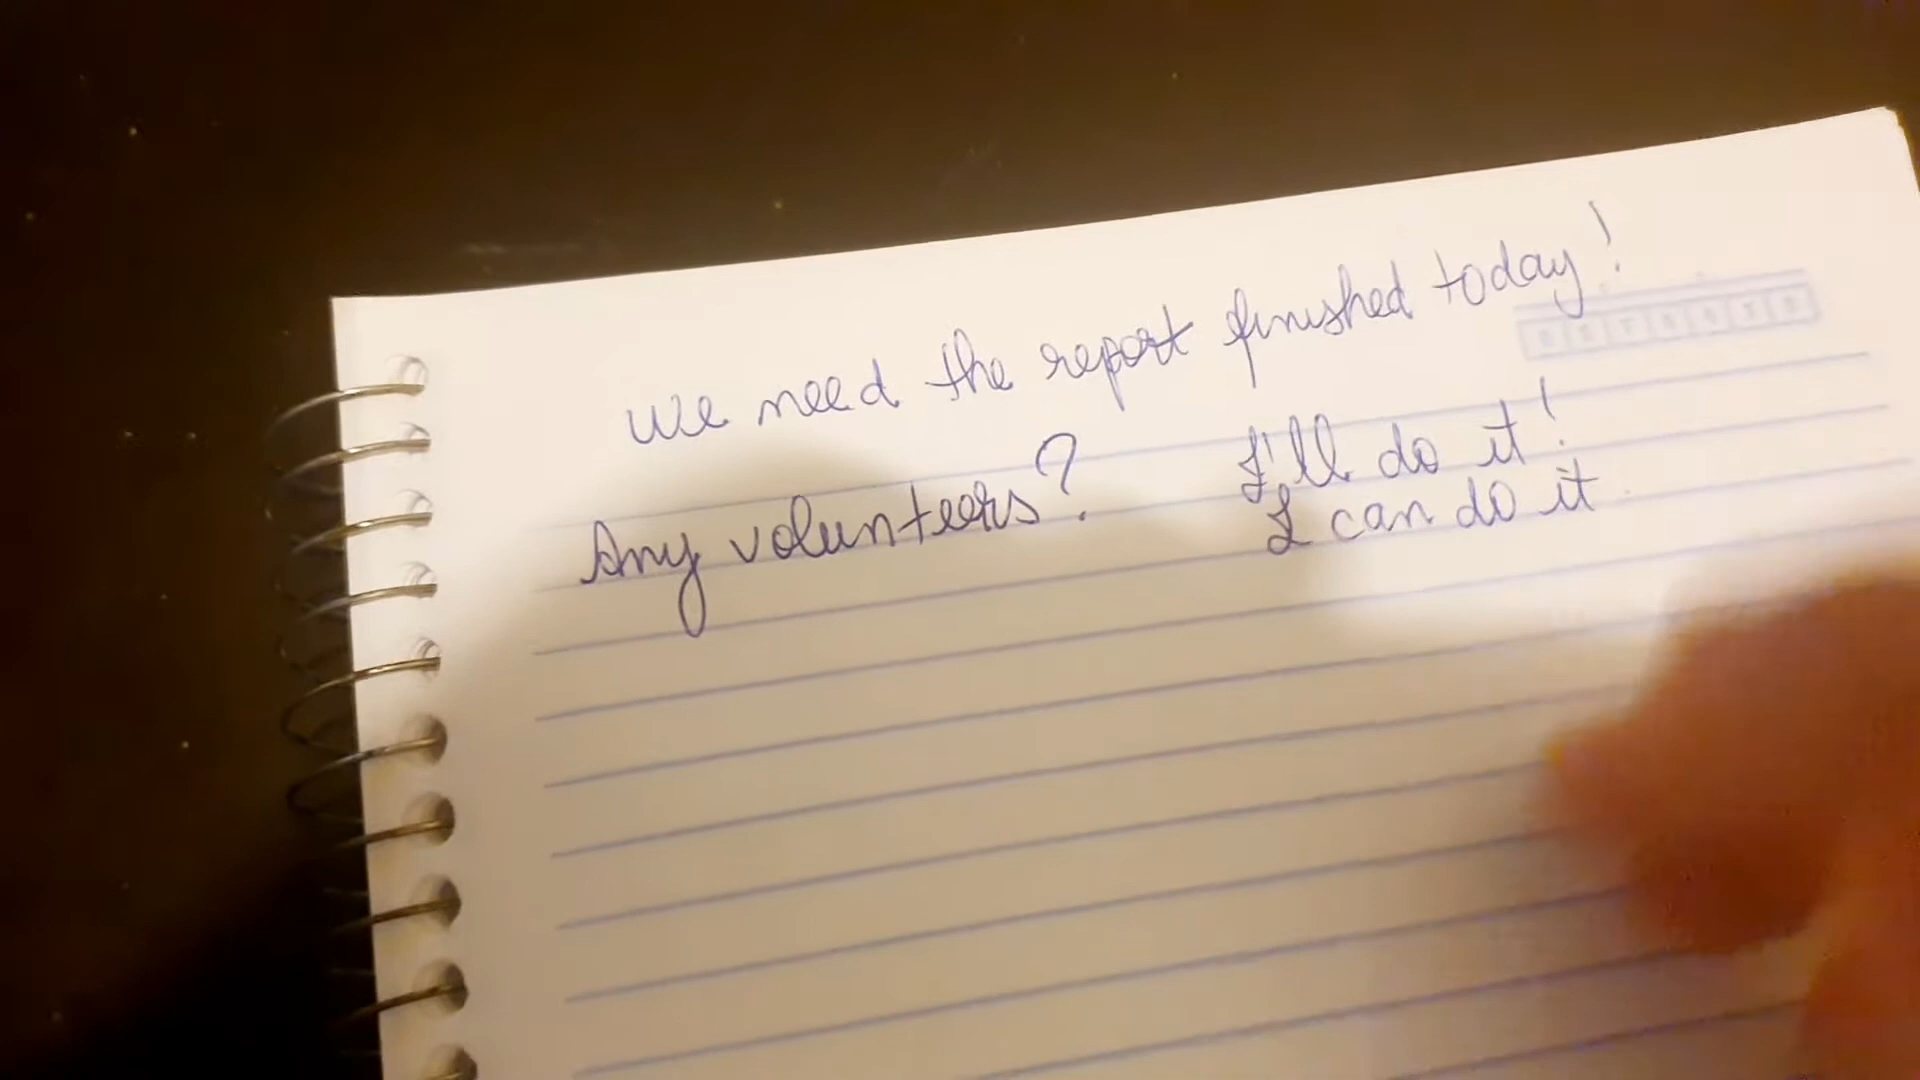 we need the report finished today!
Any volunteers?
I'll do it!
I can do it